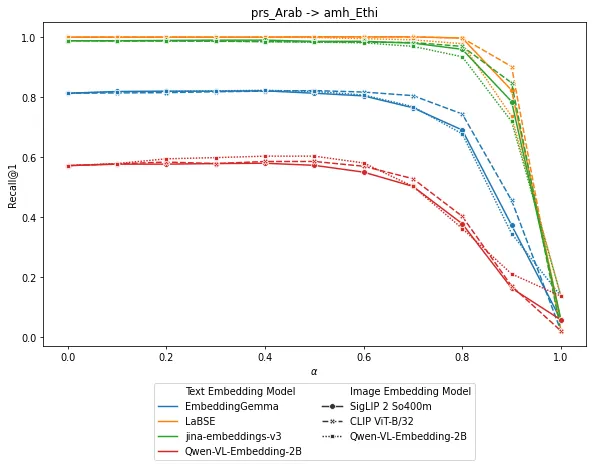 prs_Arab -> amh_Ethi
Recall@1
1.0
0.8
0.6
0.4
0.2
0.0
0.0 0.2 0.4 0.6 0.8 1.0
α
Text Embedding Model
EmbeddingGemma
LaBSE
jina-embeddings-v3
Qwen-VL-Embedding-2B
Image Embedding Model
SigLIP 2 So400m
CLIP ViT-B/32
Qwen-VL-Embedding-2B